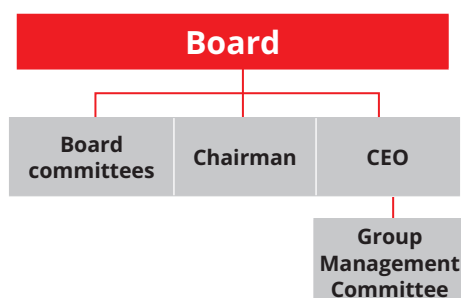 Board
Board
committees
Chairman
CEO
Group
Management
Committee